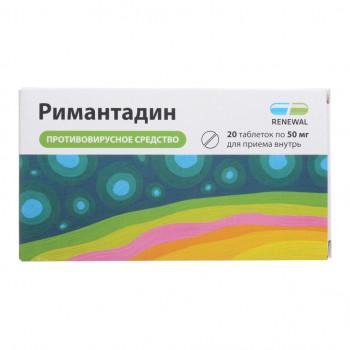 Римантадин
ПРОТИВОВИРУСНОЕ СРЕДСТВО
RENEWAL
20 таблеток по 50 мг
для приема внутрь